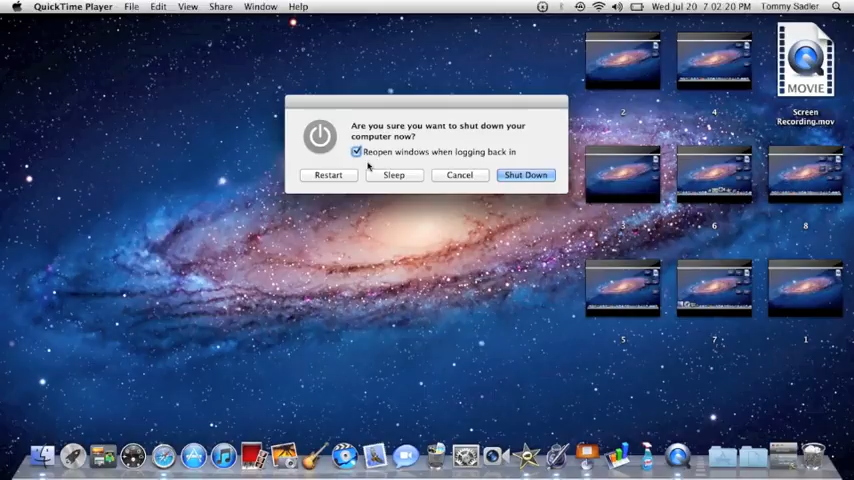 QuickTime Player File Edit View Share Window Help Wed Jul 20 7:02:20 PM Tommy Sadler
Are you sure you want to shut down your
computer now?
Reopen windows when logging back in
Restart Sleep Cancel Shut Down
MOVIE
2 4 Screen
Recording.mov
3 6 8
5 7 1